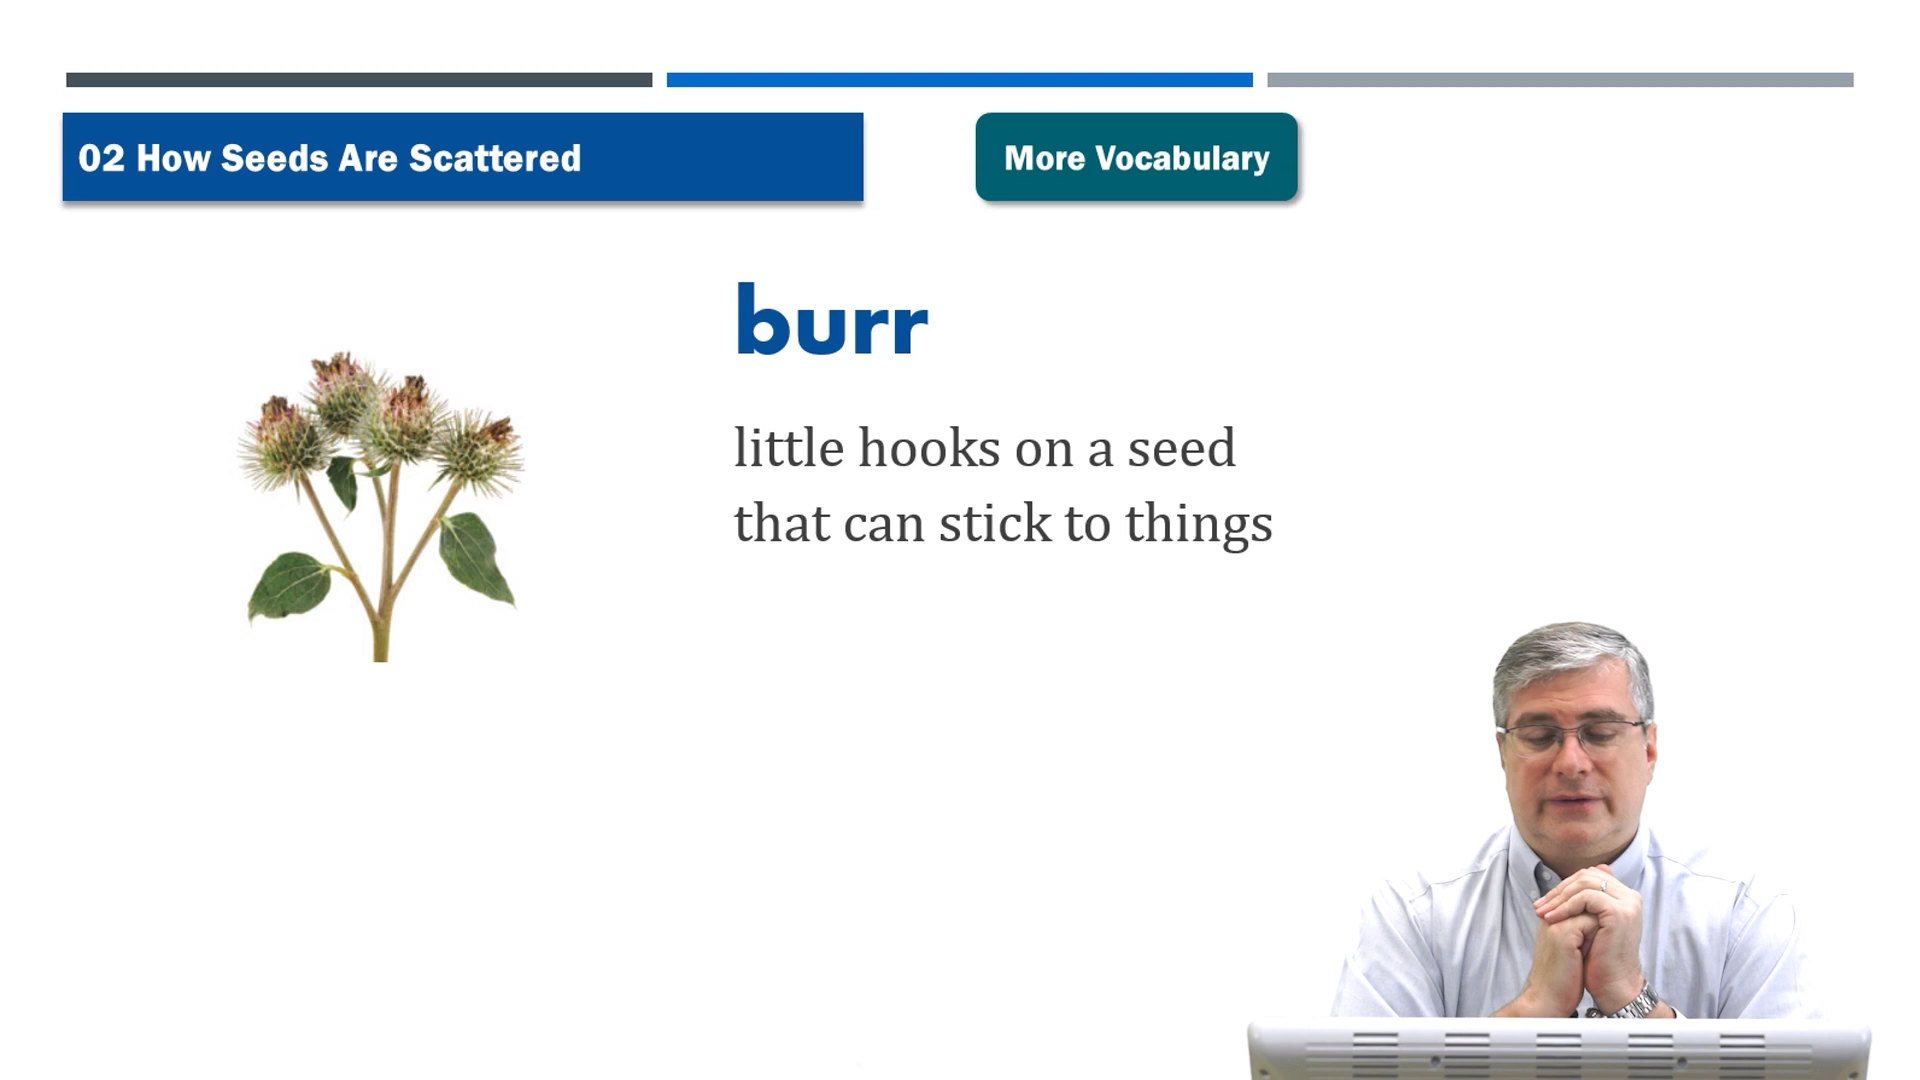 02 How Seeds Are Scattered
More Vocabulary
burr
little hooks on a seed
that can stick to things